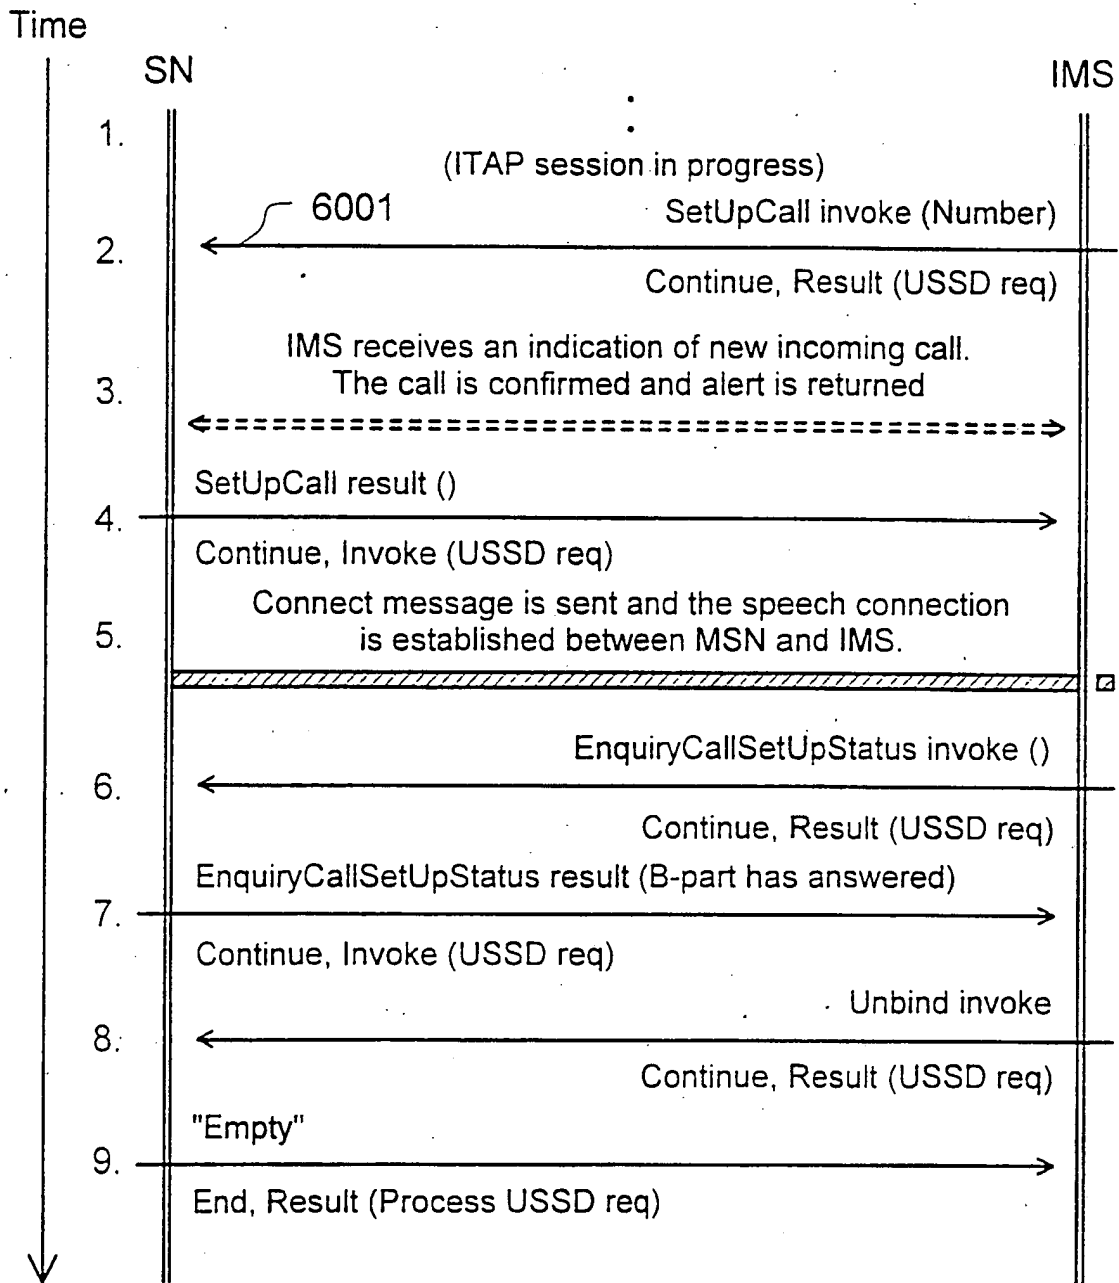 Time
SN
IMS
1.
(ITAP session in progress)
6001
SetUpCall invoke (Number)
2.
Continue, Result (USSD req)
IMS receives an indication of new incoming call.
3.
The call is confirmed and alert is returned
SetUpCall result ()
4.
Continue, Invoke (USSD req)
Connect message is sent and the speech connection
5.
is established between MSN and IMS.
EnquiryCallSetUpStatus invoke ()
6.
Continue, Result (USSD req)
EnquiryCallSetUpStatus result (B-part has answered)
7.
Continue, Invoke (USSD req)
Unbind invoke
8.
Continue, Result (USSD req)
"Empty"
9.
End, Result (Process USSD req)